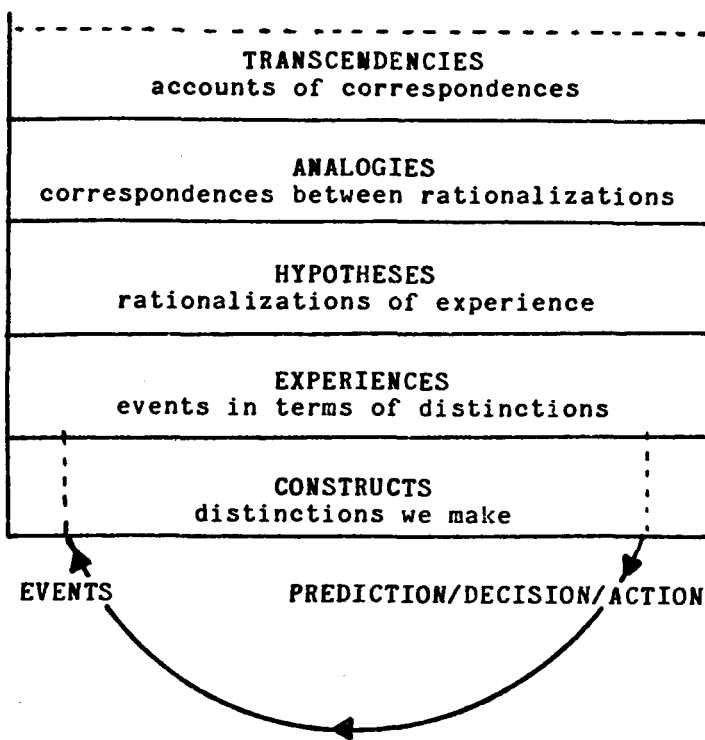 TRANSCENDENCIES
accounts of correspondences
ANALOGIES
correspondences between rationalizations
HYPOTHESES
rationalizations of experience
EXPERIENCES
events in terms of distinctions
CONSTRUCTS
distinctions we make
EVENTS PREDICTION/DECISION/ACTION